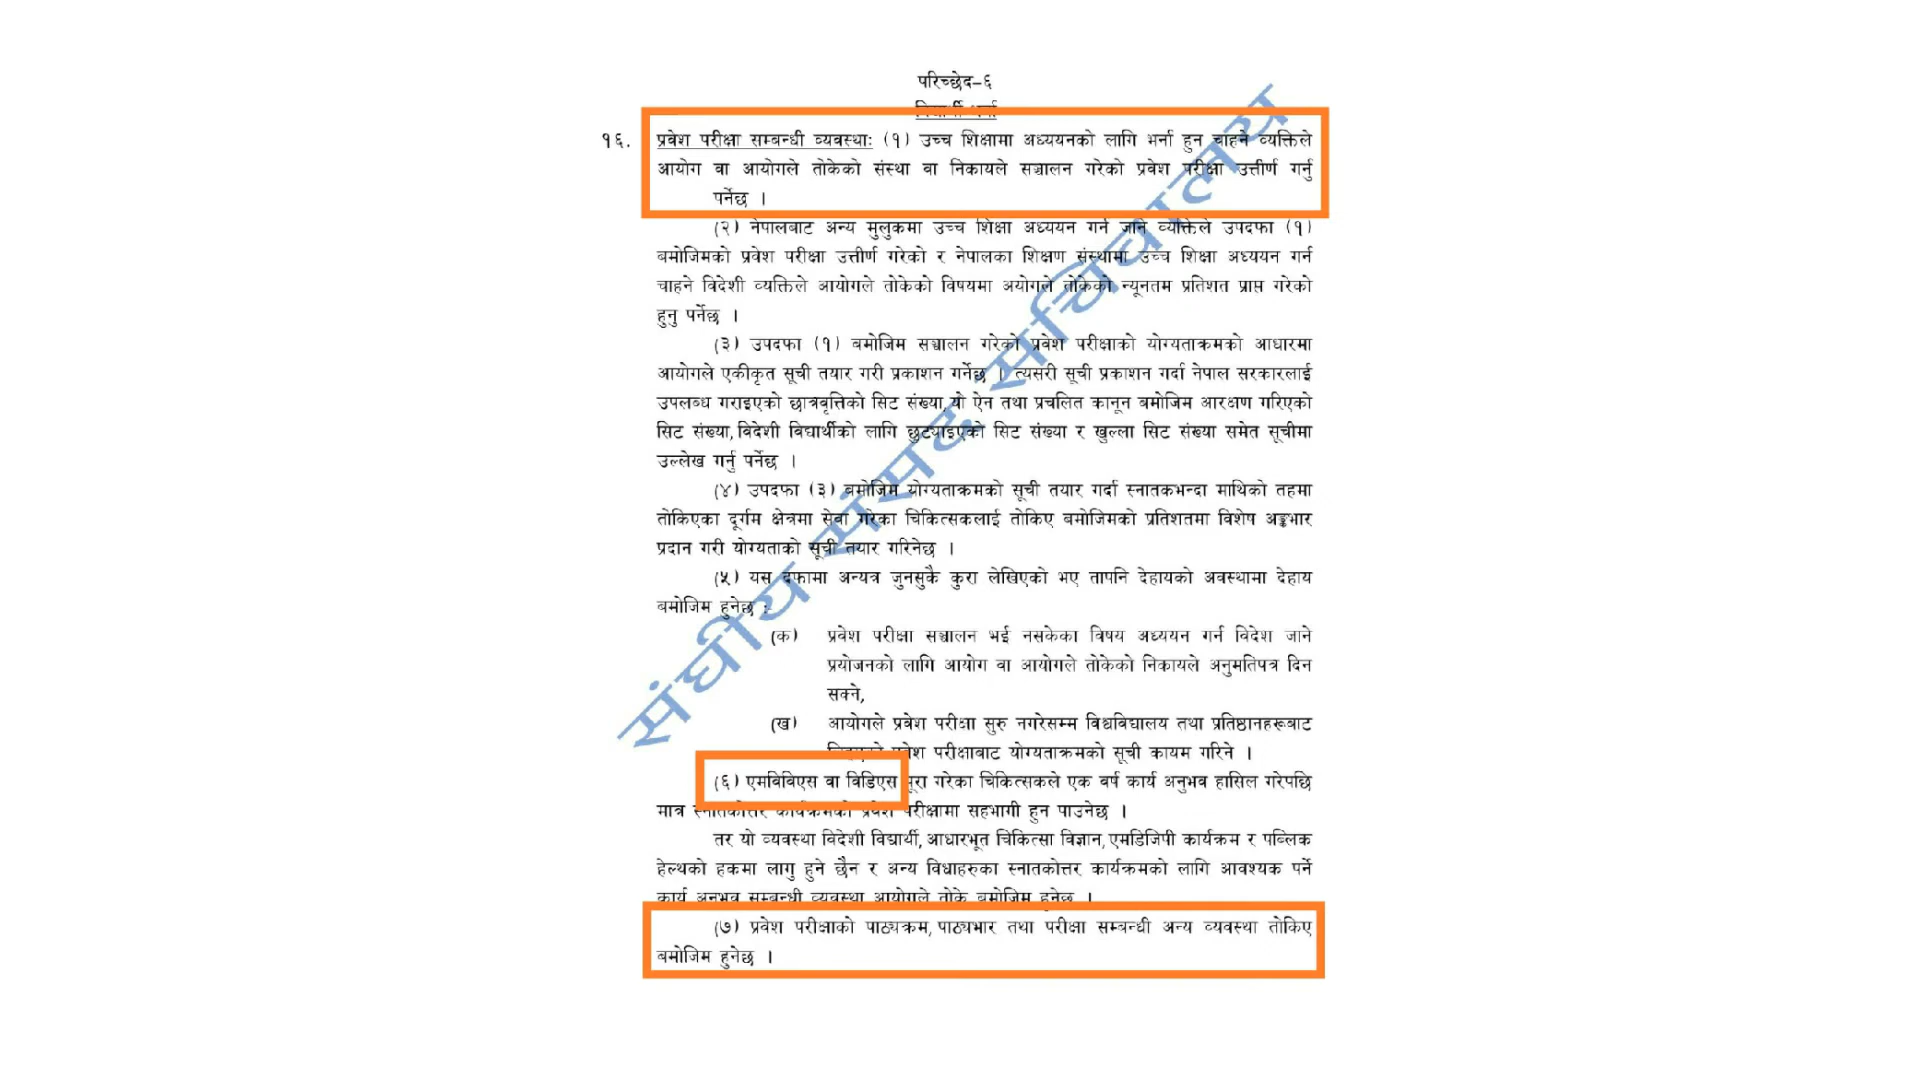 परिच्छेद–६
विद्यार्थी भर्ना
१६. प्रवेश परीक्षा सम्बन्धी व्यवस्थाः (१) उच्च शिक्षामा अध्ययनको लागि भर्ना हुन चाहने व्यक्तिले
आयोग वा आयोगले तोकेको संस्था वा निकायले सञ्चालन गरेको प्रवेश परीक्षा उत्तीर्ण गर्नु
पर्नेछ ।
(२) नेपालबाट अन्य मुलुकमा उच्च शिक्षा अध्ययन गर्न जाने व्यक्तिले उपदफा (१)
बमोजिमको प्रवेश परीक्षा उत्तीर्ण गरेको र नेपालका शिक्षण संस्थामा उच्च शिक्षा अध्ययन गर्न
चाहने विदेशी व्यक्तिले आयोगले तोकेको विषयमा अयोगले तोकेको न्यूनतम प्रतिशत प्राप्त गरेको
हुनु पर्नेछ ।
(३) उपदफा (१) बमोजिम सञ्चालन गरेको प्रवेश परीक्षाको योग्यताक्रमको आधारमा
आयोगले एकीकृत सूची तयार गरी प्रकाशन गर्नेछ । त्यसरी सूची प्रकाशन गर्दा नेपाल सरकारलाई
उपलब्ध गराइएको छात्रवृत्तिको सिट संख्या, यो ऐन तथा प्रचलित कानून बमोजिम आरक्षण गरिएको
सिट संख्या, विदेशी विद्यार्थीको लागि छुट्याइएको सिट संख्या र खुल्ला सिट संख्या समेत सूचीमा
उल्लेख गर्नु पर्नेछ ।
(४) उपदफा (३) बमोजिम योग्यताक्रमको सूची तयार गर्दा स्नातकभन्दा माथिको तहमा
तोकिएका दूर्गम क्षेत्रमा सेवा गरेका चिकित्सकलाई तोकिए बमोजिमको प्रतिशतमा विशेष अङ्कभार
प्रदान गरी योग्यताको सूची तयार गरिनेछ ।
(५) यस दफामा अन्यत्र जुनसुकै कुरा लेखिएको भए तापनि देहायको अवस्थामा देहाय
बमोजिम हुनेछ :
(क) प्रवेश परीक्षा सञ्चालन भई नसकेका विषय अध्ययन गर्न विदेश जाने
प्रयोजनको लागि आयोग वा आयोगले तोकेको निकायले अनुमतिपत्र दिन
सक्ने,
(ख) आयोगले प्रवेश परीक्षा सुरु नगरेसम्म विश्वविद्यालय तथा प्रतिष्ठानहरूबाट
प्रवेश परीक्षाबाट योग्यताक्रमको सूची कायम गरिने ।
(६) एमबिबिएस वा विडिएस पूरा गरेका चिकित्सकले एक वर्ष कार्य अनुभव हासिल गरेपछि
मात्र स्नातकोत्तर कार्यक्रमको प्रवेश परीक्षामा सहभागी हुन पाउनेछ ।
तर यो व्यवस्था विदेशी विद्यार्थी, आधारभूत चिकित्सा विज्ञान, एमडिजिपी कार्यक्रम र पब्लिक
हेल्थको हकमा लागु हुने छैन र अन्य विधाहरुका स्नातकोत्तर कार्यक्रमको लागि आवश्यक पर्ने
कार्य अनुभव सम्बन्धी व्यवस्था आयोगले तोके बमोजिम हुनेछ ।
(७) प्रवेश परीक्षाको पाठ्यक्रम, पाठ्यभार तथा परीक्षा सम्बन्धी अन्य व्यवस्था तोकिए
बमोजिम हुनेछ ।
संघीय संसद सचिवालय